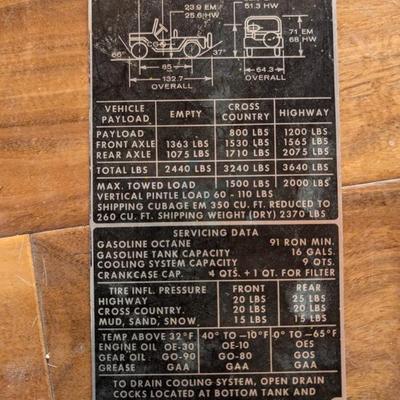 51.3 HW
23.9 EM
25.6 HW
71 EM
68 HW
66°
37°
85
132.7
OVERALL
64.3
OVERALL
VEHICLE PAYLOAD EMPTY CROSS COUNTRY HIGHWAY
PAYLOAD 800 LBS 1200 LBS
FRONT AXLE 1363 LBS 1530 LBS 1565 LBS
REAR AXLE 1075 LBS 1710 LBS 2075 LBS
TOTAL LBS 2440 LBS 3240 LBS 3640 LBS
MAX. TOWED LOAD 1500 LBS 2000 LBS
VERTICAL PINTLE LOAD 60 - 110 LBS
SHIPPING CUBAGE EM 350 CU. FT. REDUCED TO
260 CU. FT. SHIPPING WEIGHT (DRY) 2370 LBS
SERVICING DATA
GASOLINE OCTANE 91 RON MIN.
GASOLINE TANK CAPACITY 16 GALS.
COOLING SYSTEM CAPACITY 9 QTS.
CRANKCASE CAP. 4 QTS. + 1 QT. FOR FILTER
TIRE INFL. PRESSURE FRONT REAR
HIGHWAY 20 LBS 25 LBS
CROSS COUNTRY. 20 LBS 20 LBS
MUD, SAND, SNOW 15 LBS 15 LBS
TEMP ABOVE 32°F 40° TO -10°F 0° TO -65°F
ENGINE OIL OE-30 OE-10 OES
GEAR OIL GO-90 GO-80 GOS
GREASE GAA GAA GAA
TO DRAIN COOLING SYSTEM, OPEN DRAIN
COCKS LOCATED AT BOTTOM TANK AND